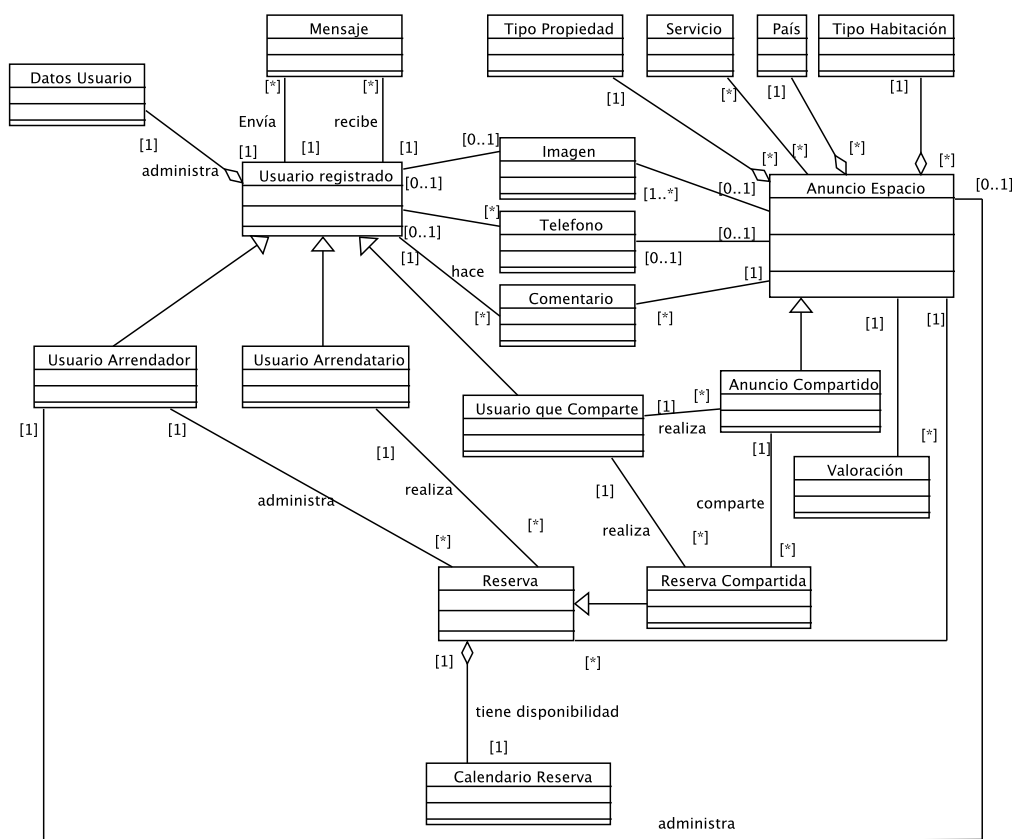 Mensaje
Tipo Propiedad
Servicio
País
Tipo Habitación
Datos Usuario
[*]
[*]
[1]
[*]
[1]
[1]
Envía
recibe
[1]
administra
[1]
[1]
[1]
[0..1]
Imagen
[*]
[*]
[*]
[*]
Usuario registrado
[0..1]
[1..*]
[0..1]
Anuncio Espacio
[0..1]
[*]
Telefono
[0..1]
[0..1]
[0..1]
[1]
hace
Comentario
[1]
[*]
[*]
[1]
[1]
Usuario Arrendador
Usuario Arrendatario
Usuario que Comparte
Anuncio Compartido
[1]
[*]
realiza
[1]
[1]
[1]
[1]
[*]
Valoración
administra
realiza
[1]
comparte
[*]
[*]
realiza
[*]
[*]
Reserva
Reserva Compartida
[1]
[*]
tiene disponibilidad
[1]
Calendario Reserva
administra